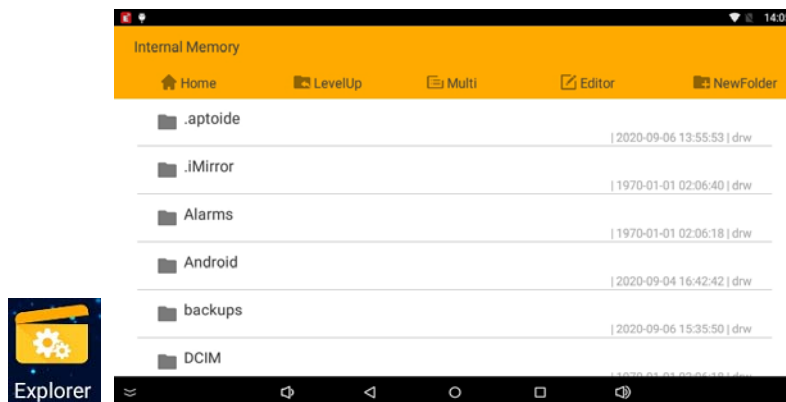 14:0
Internal Memory
Home LevelUp Multi Editor NewFolder
.aptoide
| 2020-09-06 13:55:53 | drw
.iMirror
| 1970-01-01 02:06:40 | drw
Alarms
| 1970-01-01 02:06:18 | drw
Android
| 2020-09-04 16:42:42 | drw
backups
| 2020-09-06 15:35:50 | drw
DCIM
Explorer